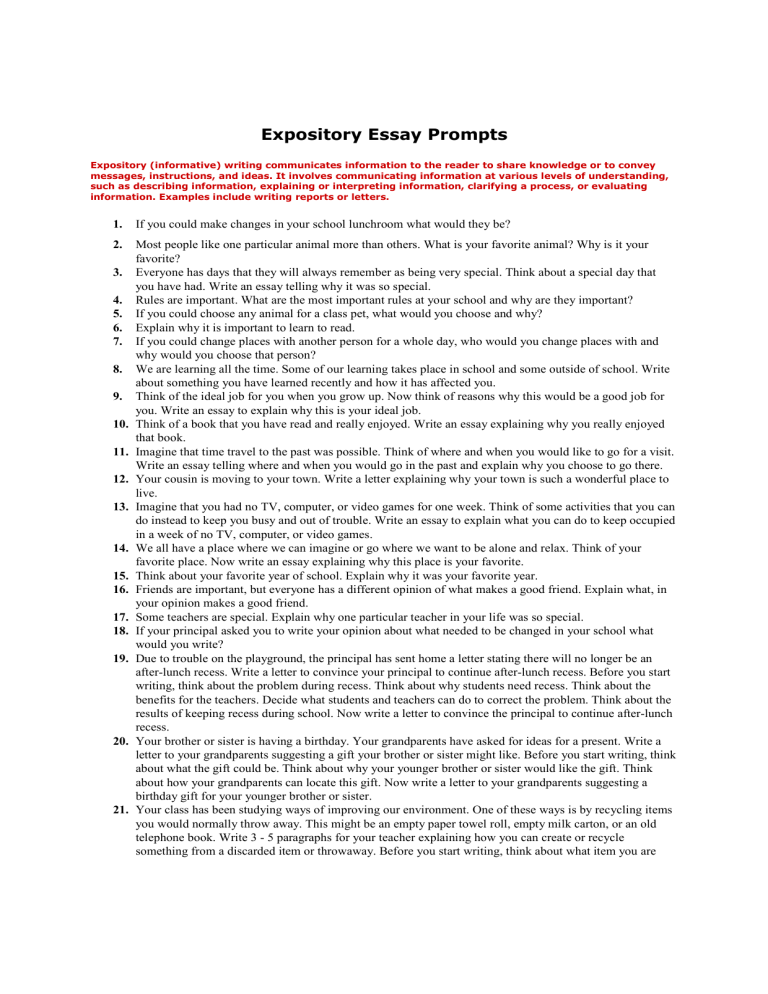 Expository Essay Prompts
Expository (informative) writing communicates information to the reader to share knowledge or to convey
messages, instructions, and ideas. It involves communicating information at various levels of understanding,
such as describing information, explaining or interpreting information, clarifying a process, or evaluating
information. Examples include writing reports or letters.
1. If you could make changes in your school lunchroom what would they be?
2. Most people like one particular animal more than others. What is your favorite animal? Why is it your
favorite?
3. Everyone has days that they will always remember as being very special. Think about a special day that
you have had. Write an essay telling why it was so special.
4. Rules are important. What are the most important rules at your school and why are they important?
5. If you could choose any animal for a class pet, what would you choose and why?
6. Explain why it is important to learn to read.
7. If you could change places with another person for a whole day, who would you change places with and
why would you choose that person?
8. We are learning all the time. Some of our learning takes place in school and some outside of school. Write
about something you have learned recently and how it has affected you.
9. Think of the ideal job for you when you grow up. Now think of reasons why this would be a good job for
you. Write an essay to explain why this is your ideal job.
10. Think of a book that you have read and really enjoyed. Write an essay explaining why you really enjoyed
that book.
11. Imagine that time travel to the past was possible. Think of where and when you would like to go for a visit.
Write an essay telling where and when you would go in the past and explain why you choose to go there.
12. Your cousin is moving to your town. Write a letter explaining why your town is such a wonderful place to
live.
13. Imagine that you had no TV, computer, or video games for one week. Think of some activities that you can
do instead to keep you busy and out of trouble. Write an essay to explain what you can do to keep occupied
in a week of no TV, computer, or video games.
14. We all have a place where we can imagine or go where we want to be alone and relax. Think of your
favorite place. Now write an essay explaining why this place is your favorite.
15. Think about your favorite year of school. Explain why it was your favorite year.
16. Friends are important, but everyone has a different opinion of what makes a good friend. Explain what, in
your opinion makes a good friend.
17. Some teachers are special. Explain why one particular teacher in your life was so special.
18. If your principal asked you to write your opinion about what needed to be changed in your school what
would you write?
19. Due to trouble on the playground, the principal has sent home a letter stating there will no longer be an
after-lunch recess. Write a letter to convince your principal to continue after-lunch recess. Before you start
writing, think about the problem during recess. Think about why students need recess. Think about the
benefits for the teachers. Decide what students and teachers can do to correct the problem. Think about the
results of keeping recess during school. Now write a letter to convince the principal to continue after-lunch
recess.
20. Your brother or sister is having a birthday. Your grandparents have asked for ideas for a present. Write a
letter to your grandparents suggesting a gift your brother or sister might like. Before you start writing, think
about what the gift could be. Think about why your younger brother or sister would like the gift. Think
about how your grandparents can locate this gift. Now write a letter to your grandparents suggesting a
birthday gift for your younger brother or sister.
21. Your class has been studying ways of improving our environment. One of these ways is by recycling items
you would normally throw away. This might be an empty paper towel roll, empty milk carton, or an old
telephone book. Write 3 - 5 paragraphs for your teacher explaining how you can create or recycle
something from a discarded item or throwaway. Before you start writing, think about what item you are